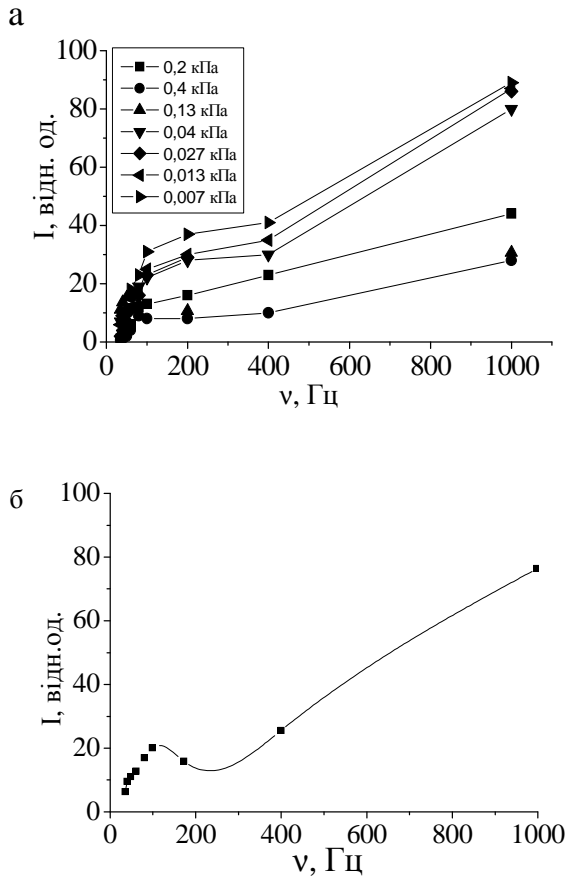 а
100
80
60
40
20
0
I, відн. од.
0,2 кПа
0,4 кПа
0,13 кПа
0,04 кПа
0,027 кПа
0,013 кПа
0,007 кПа
0 200 400 600 800 1000
ν, Гц
б
100
80
60
40
20
0
I, відн.од.
0 200 400 600 800 1000
ν, Гц